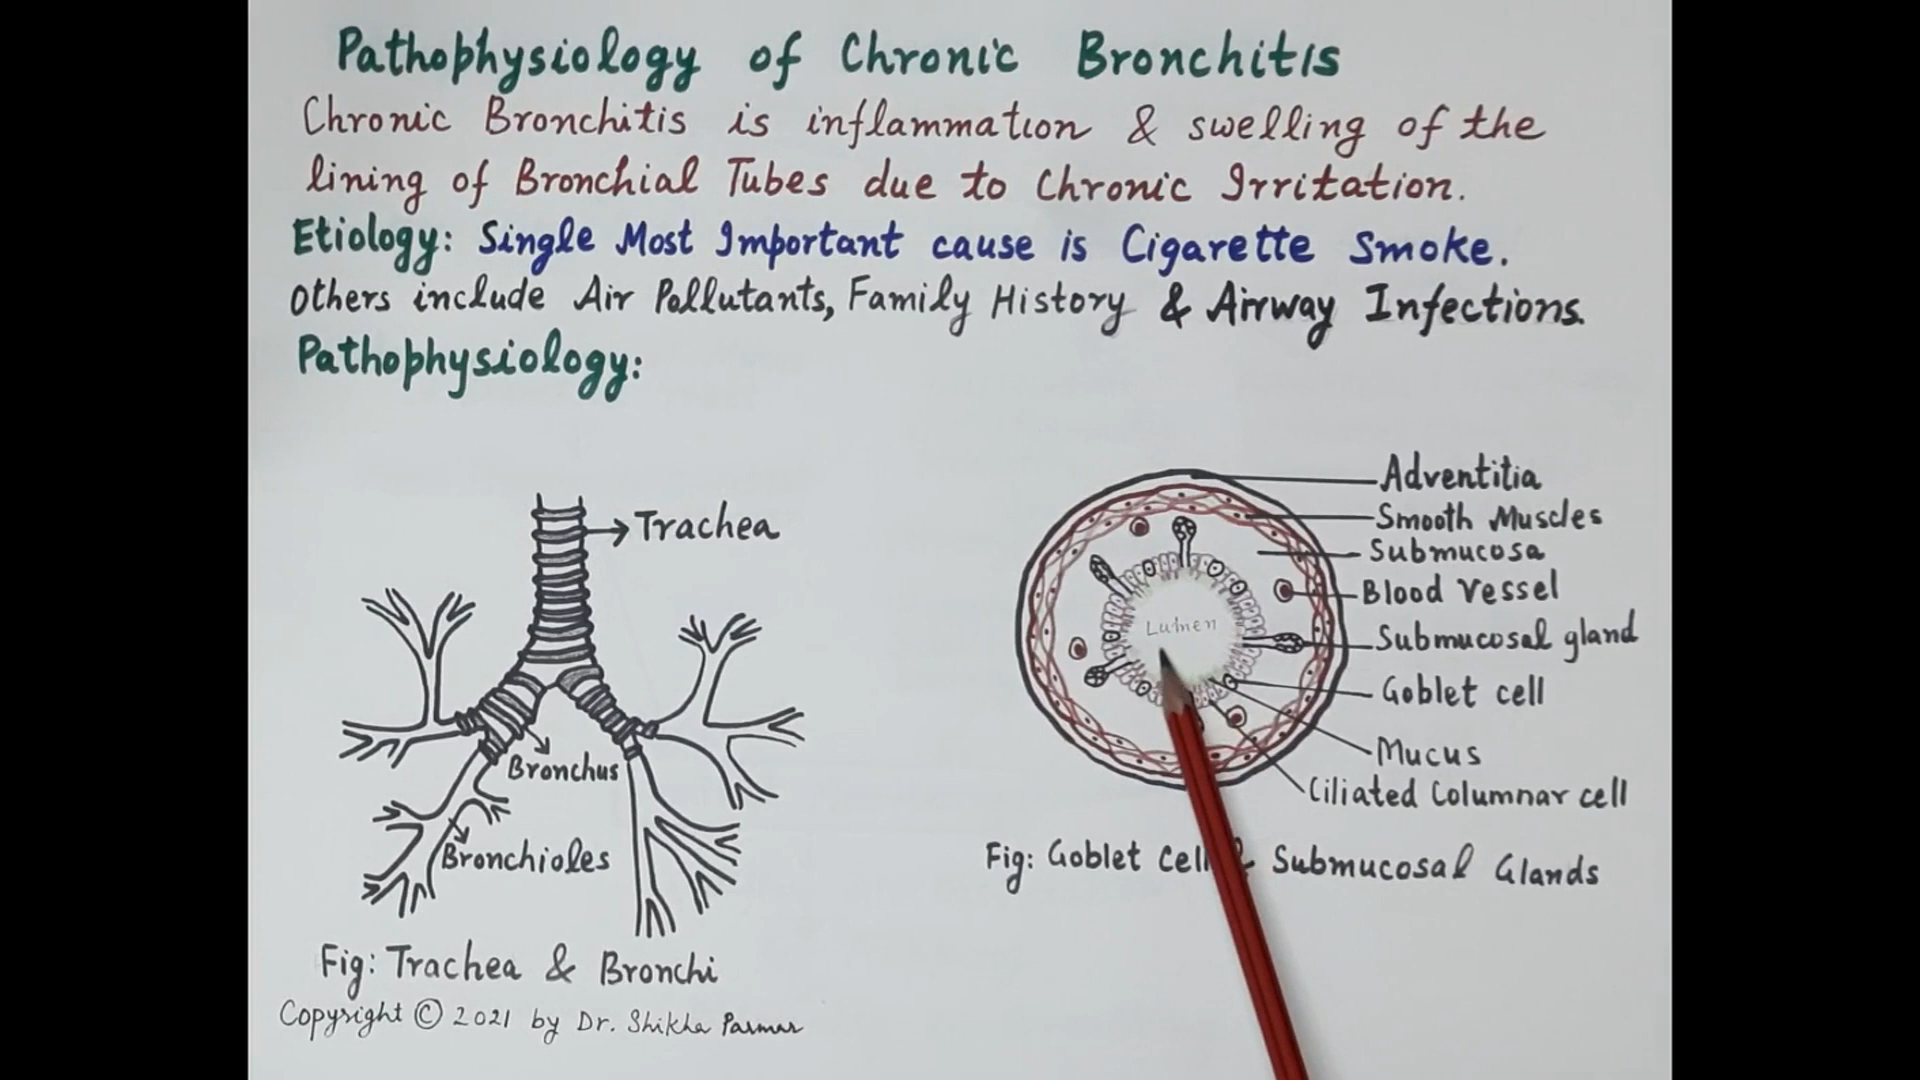 Pathophysiology of Chronic Bronchitis
Chronic Bronchitis is inflammation & swelling of the
lining of Bronchial Tubes due to Chronic Irritation.
Etiology: Single Most Important cause is Cigarette Smoke.
Others include Air Pollutants, Family History & Airway Infections.
Pathophysiology:
Trachea
Bronchus
Bronchioles
Fig: Trachea & Bronchi
Adventitia
Smooth Muscles
Submucosa
Blood Vessel
Submucosal gland
Lumen
Goblet cell
Mucus
Ciliated Columnar cell
Fig: Goblet Cell & Submucosal Glands
Copyright © 2021 by Dr. Shikha Parmar